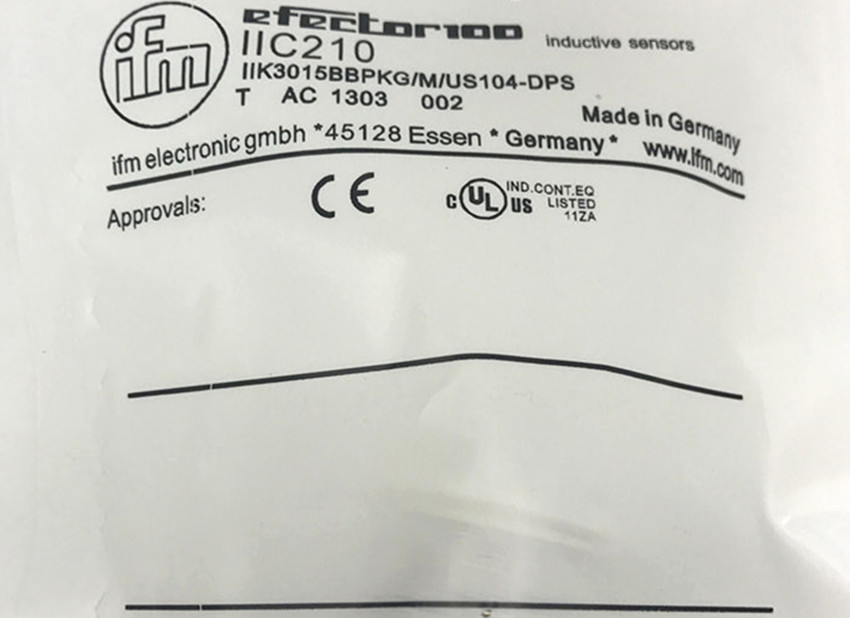 ifm
efector100 inductive sensors
IIC210
IIK3015BBPKG/M/US104-DPS
T AC 1303 002
Made in Germany
ifm electronic gmbh *45128 Essen * Germany* www.ifm.com
Approvals: CE
C UL US IND.CONT.EQ
LISTED
11ZA